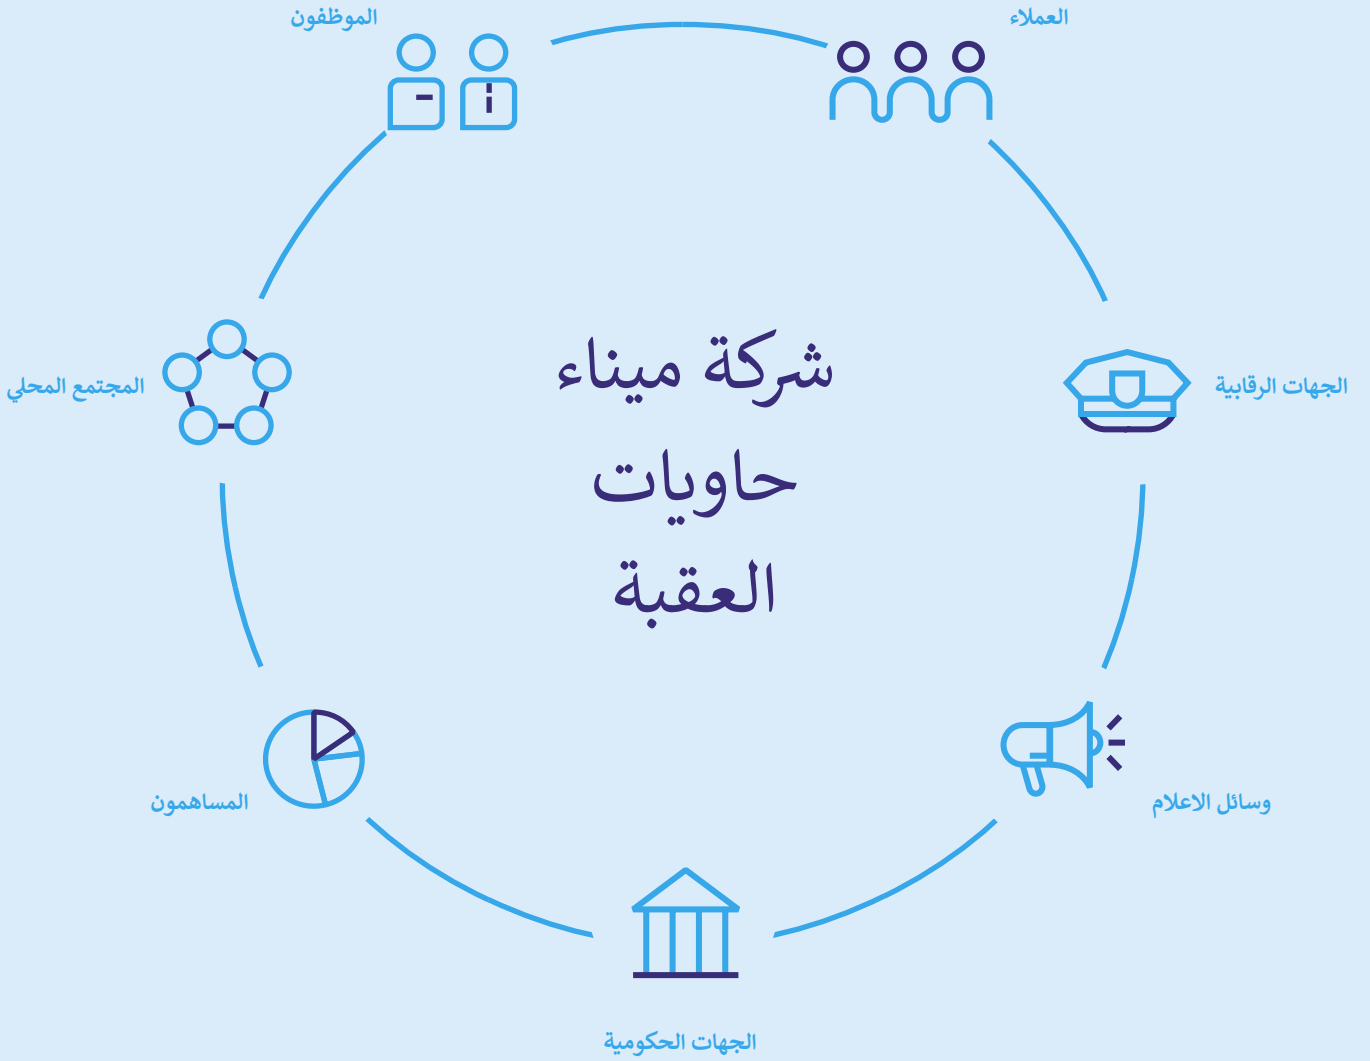 العملاء
الموظفون
شركة ميناء
حاويات
العقبة
الجهات الرقابية
المجتمع المحلي
وسائل الاعلام
المساهمون
الجهات الحكومية